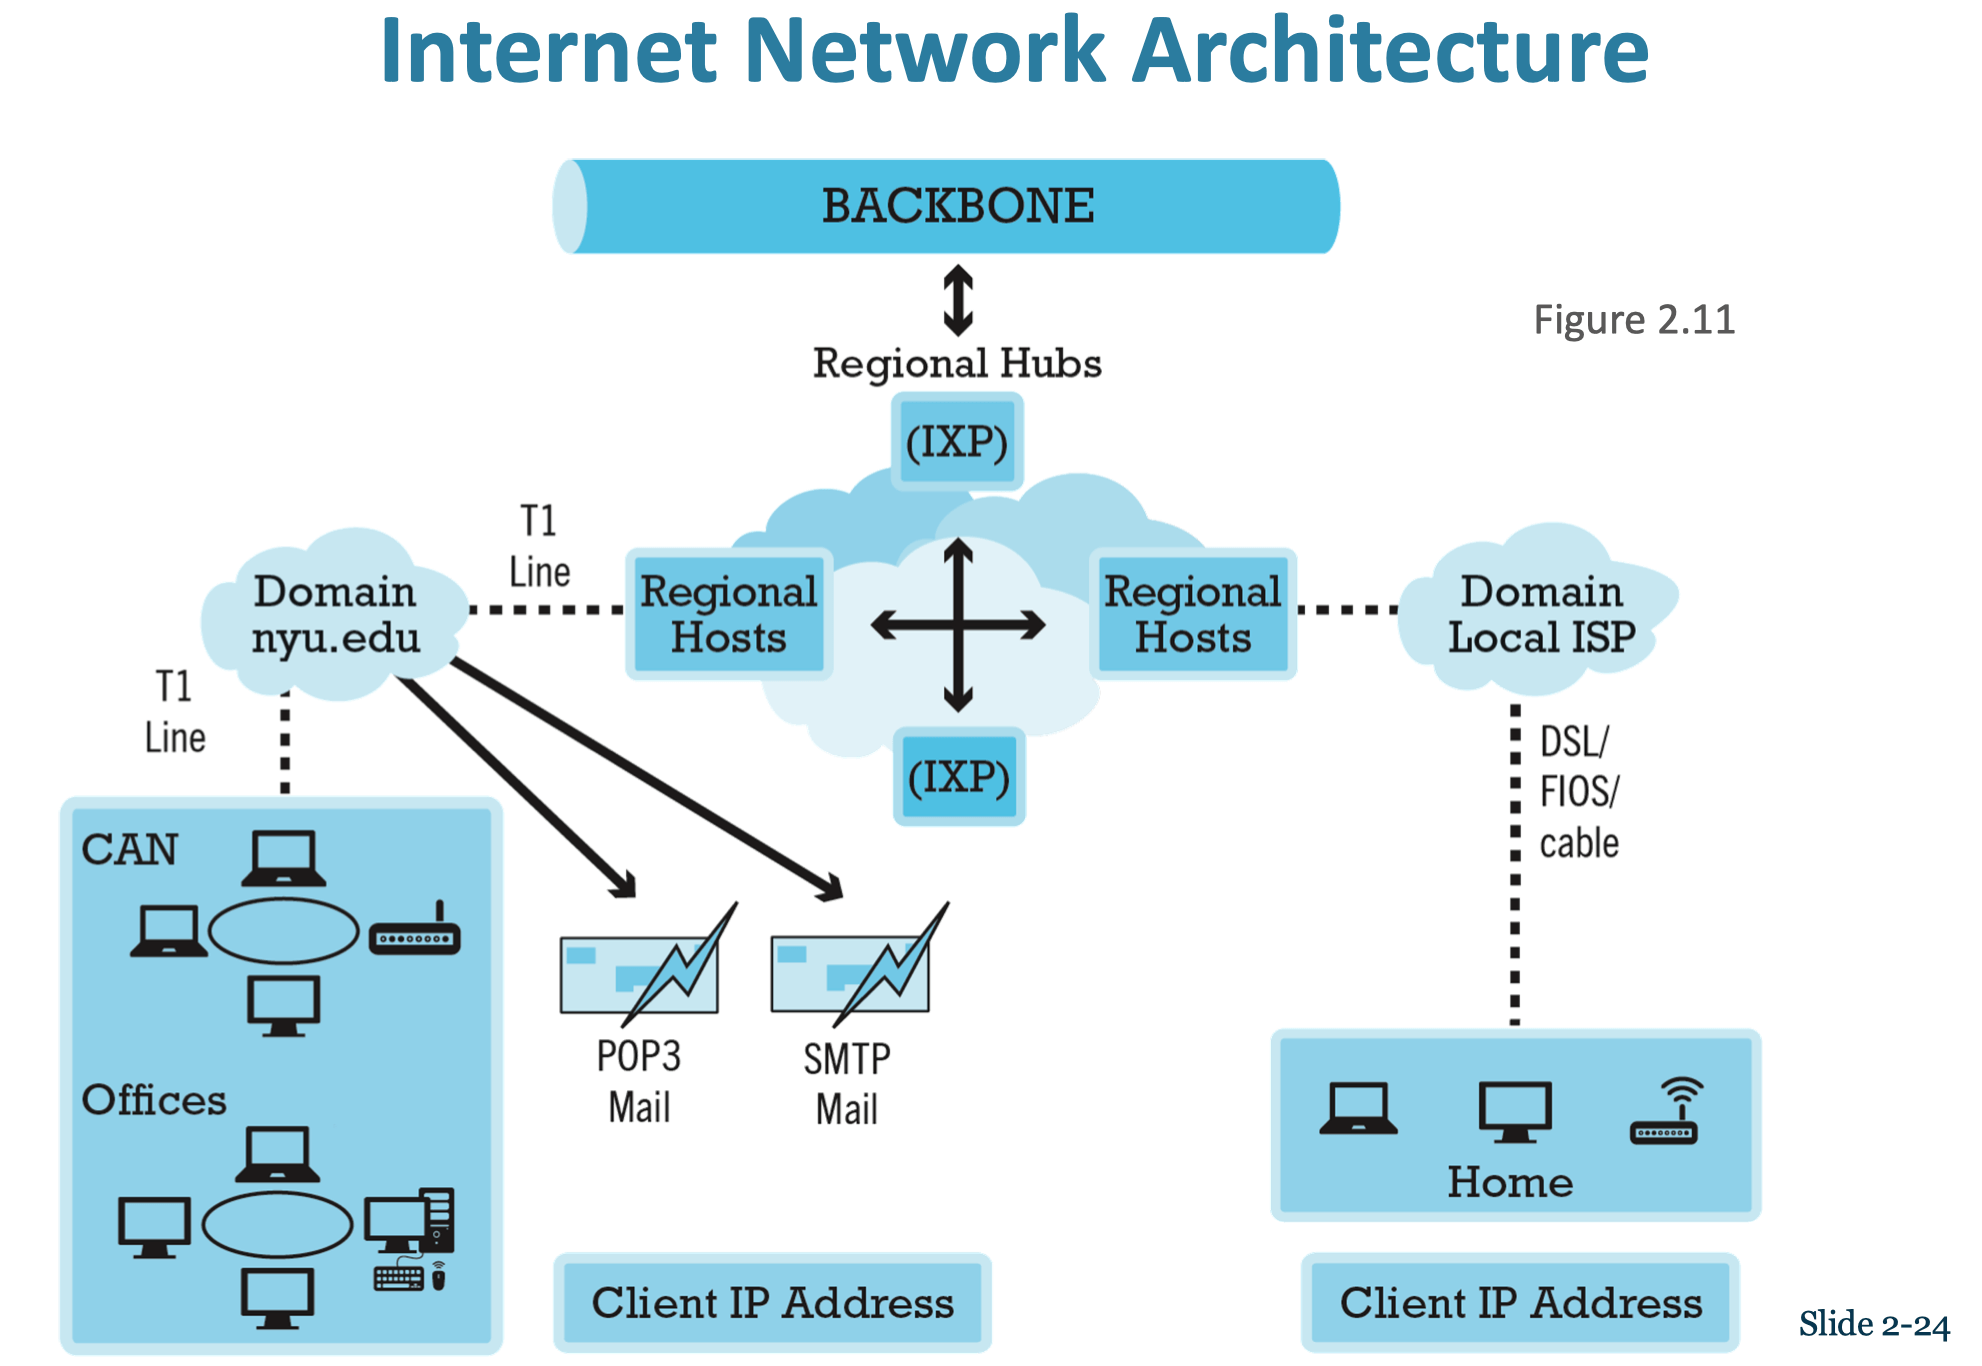 Internet Network Architecture
BACKBONE
Figure 2.11
Regional Hubs
(IXP)
T1
Line
Domain
nyu.edu
Regional
Hosts
Regional
Hosts
Domain
Local ISP
T1
Line
(IXP)
DSL/
FIOS/
cable
CAN
POP3
Mail
SMTP
Mail
Offices
Home
Client IP Address
Client IP Address
Slide 2-24